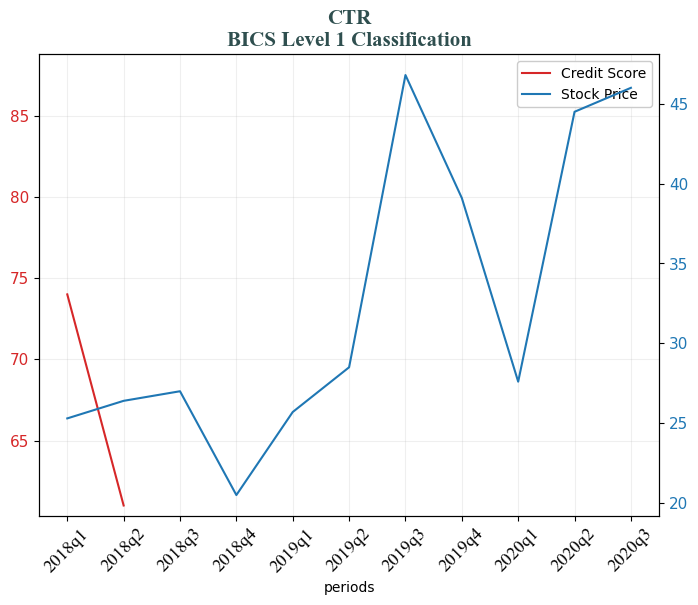 CTR
BICS Level 1 Classification
Credit Score
Stock Price
85
80
75
70
65
45
40
35
30
25
20
2018q1
2018q2
2018q3
2018q4
2019q1
2019q2
2019q3
2019q4
2020q1
2020q2
2020q3
periods